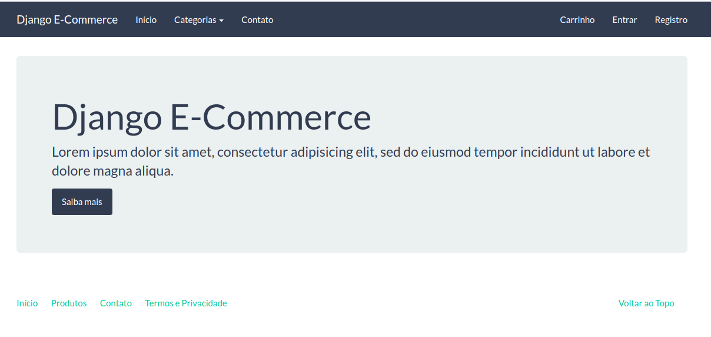 Django E-Commerce Início Categorias Contato Carrinho Entrar Registro
Django E-Commerce
Lorem ipsum dolor sit amet, consectetur adipisicing elit, sed do eiusmod tempor incididunt ut labore et
dolore magna aliqua.
Saiba mais
Início Produtos Contato Termos e Privacidade Voltar ao Topo